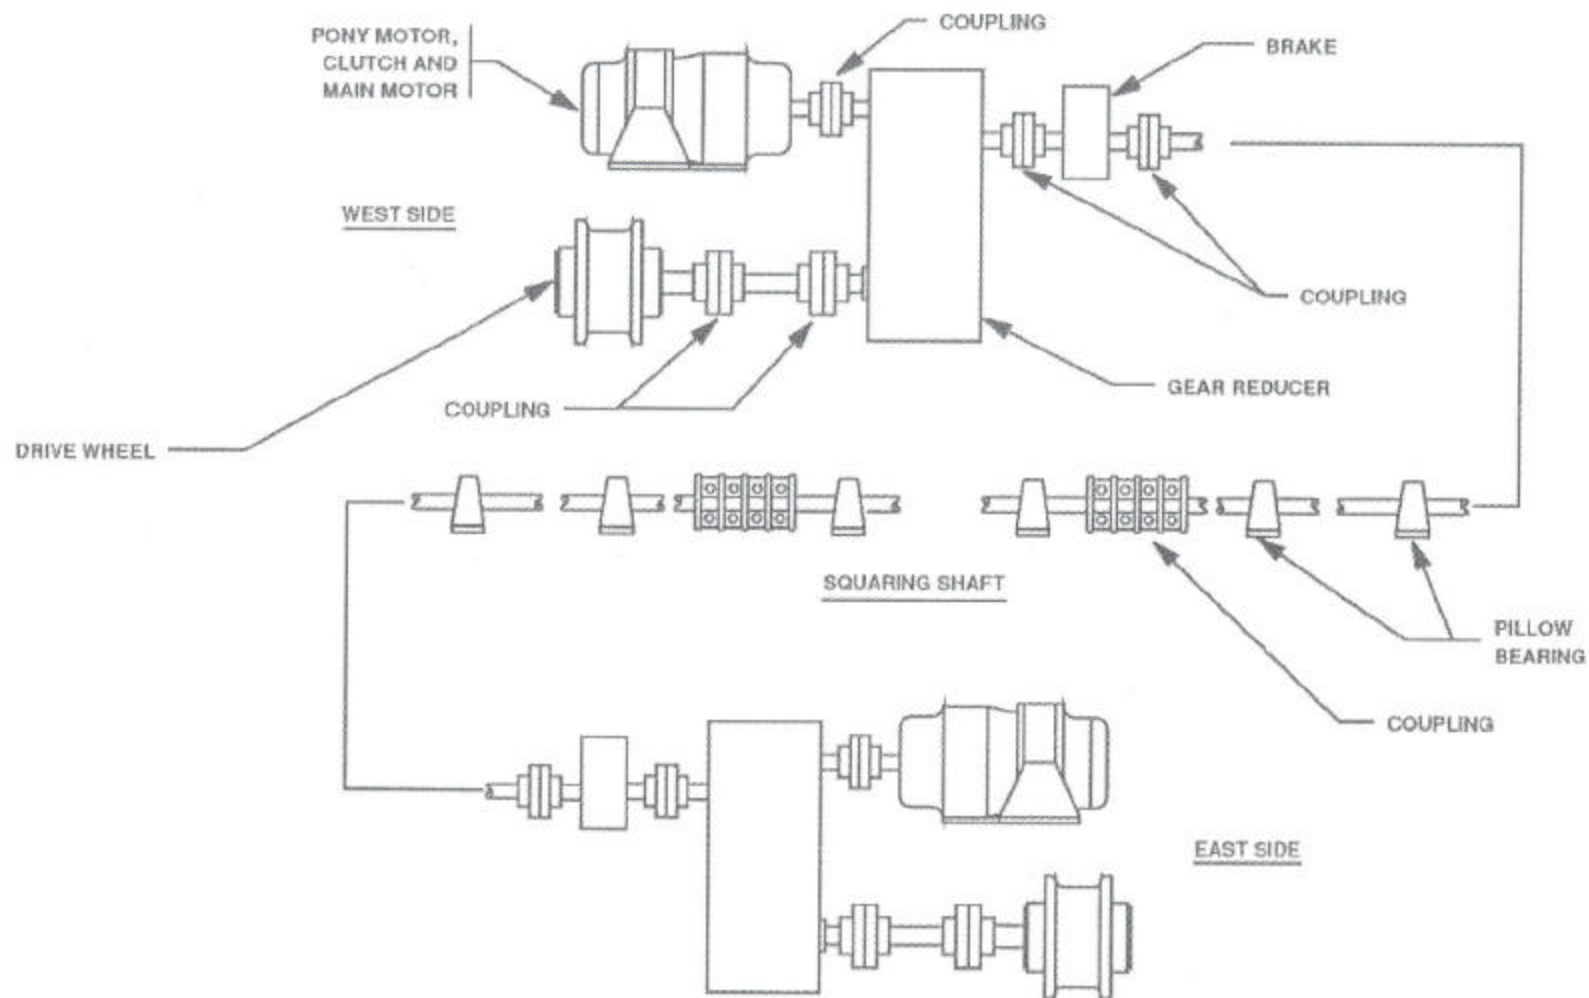 COUPLING
PONY MOTOR,
CLUTCH AND
MAIN MOTOR
BRAKE
WEST SIDE
COUPLING
GEAR REDUCER
COUPLING
DRIVE WHEEL
SQUARING SHAFT
PILLOW
BEARING
COUPLING
EAST SIDE